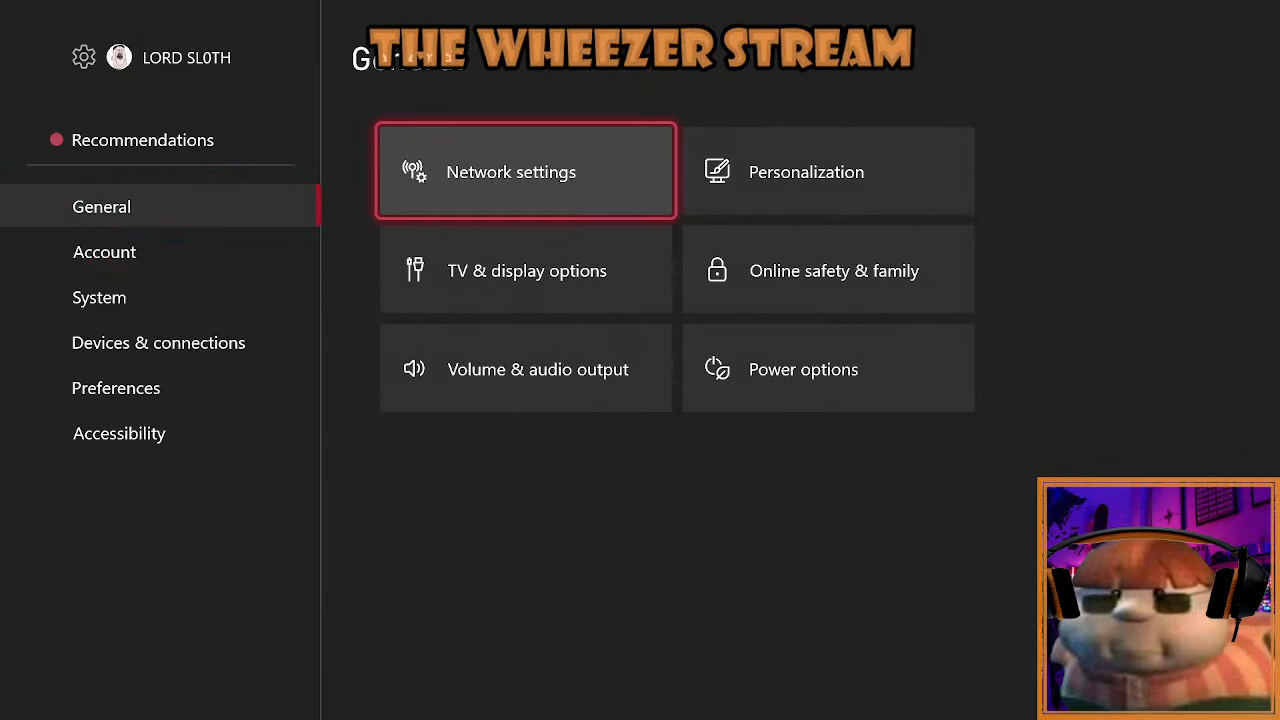 THE WHEEZER STREAM
LORD SL0TH
General
Recommendations
General
Account
System
Devices & connections
Preferences
Accessibility
Network settings
Personalization
TV & display options
Online safety & family
Volume & audio output
Power options